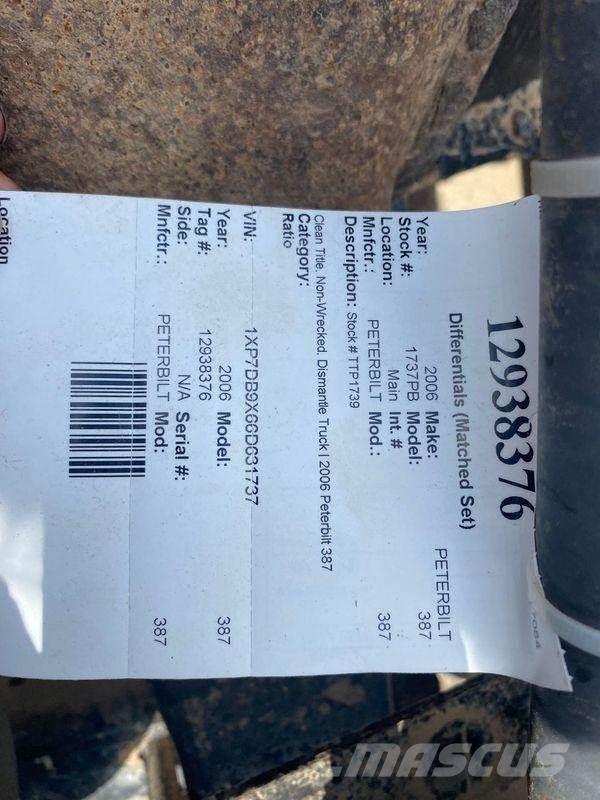 12938376
Differentials (Matched Set)
Year: 2006 Make: PETERBILT
Stock #: 1737PB Model: 387
Location: Main Int. #
Mnfctr.: PETERBILT Mod.: 387
Description: Stock # TTP1739
Clean Title, Non-Wrecked, Dismantle Truck | 2006 Peterbilt 387
Category:
Ratio
VIN: 1XP7DB9X66D631737
Year: 2006 Model: 387
Tag #: 12938376
Side: N/A Serial #:
Mnfctr.: PETERBILT Mod: 387
Location
MASCUS